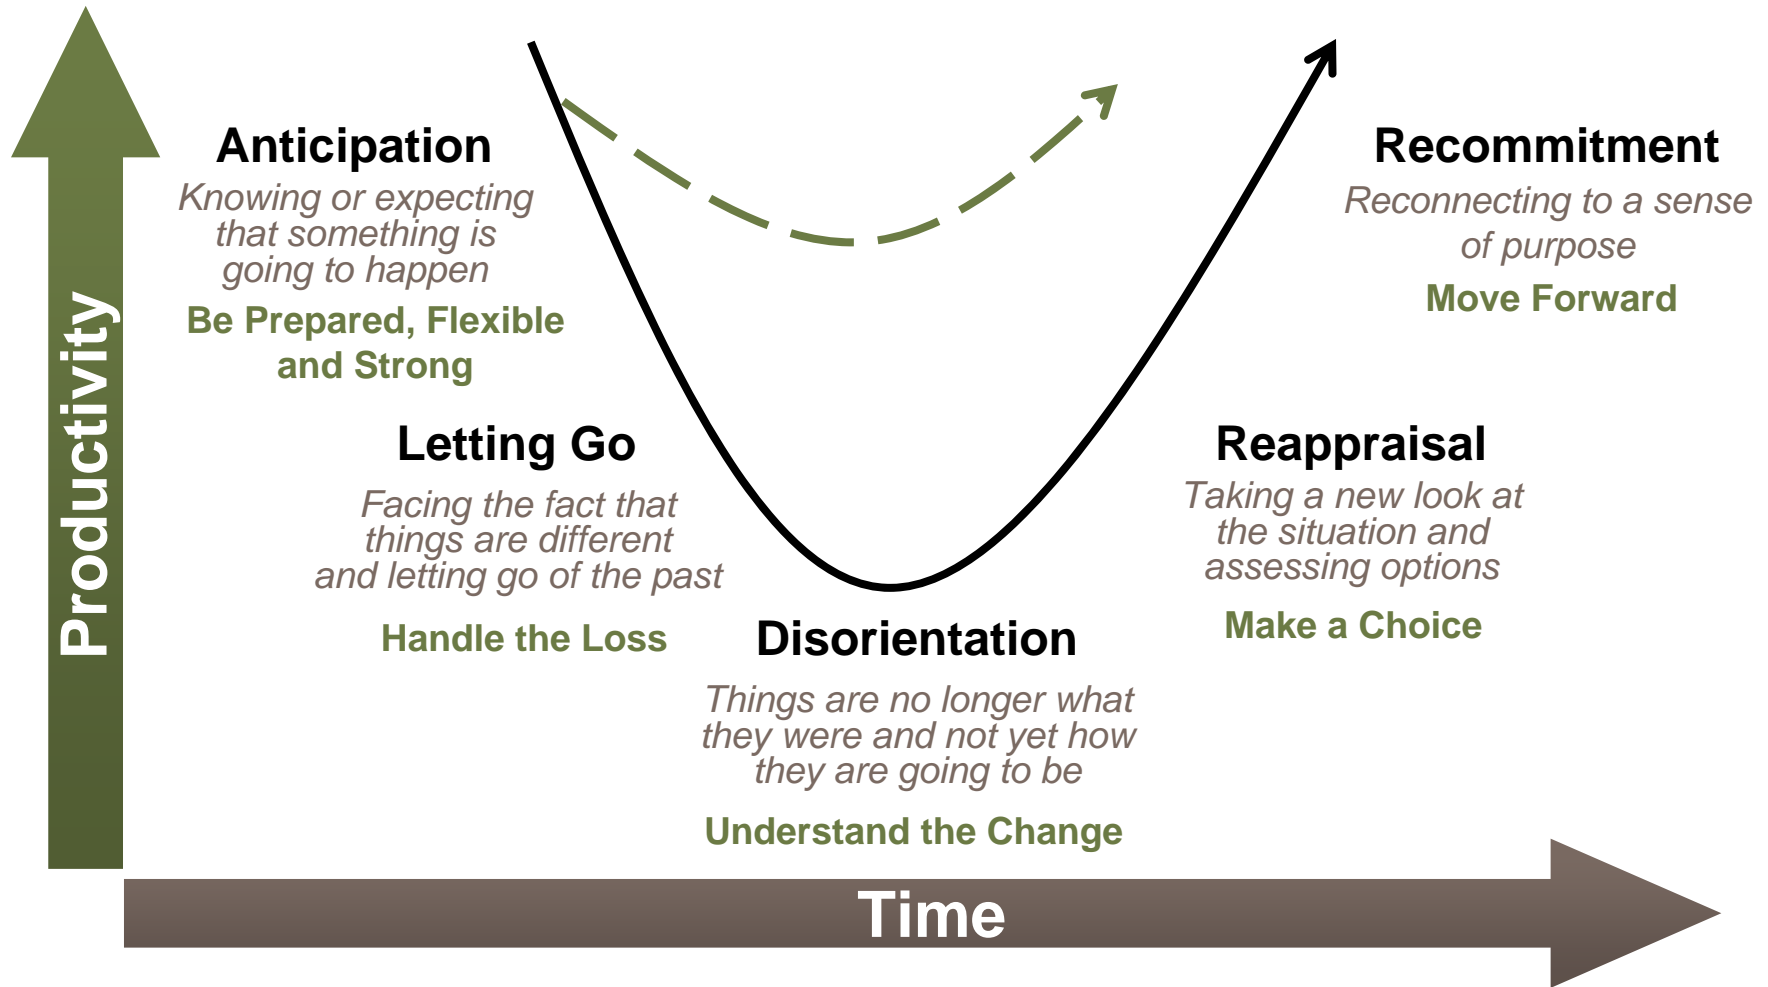 Productivity
Anticipation
Knowing or expecting
that something is
going to happen
Be Prepared, Flexible
and Strong
Letting Go
Facing the fact that
things are different
and letting go of the past
Handle the Loss
Disorientation
Things are no longer what
they were and not yet how
they are going to be
Understand the Change
Reappraisal
Taking a new look at
the situation and
assessing options
Make a Choice
Recommitment
Reconnecting to a sense
of purpose
Move Forward
Time